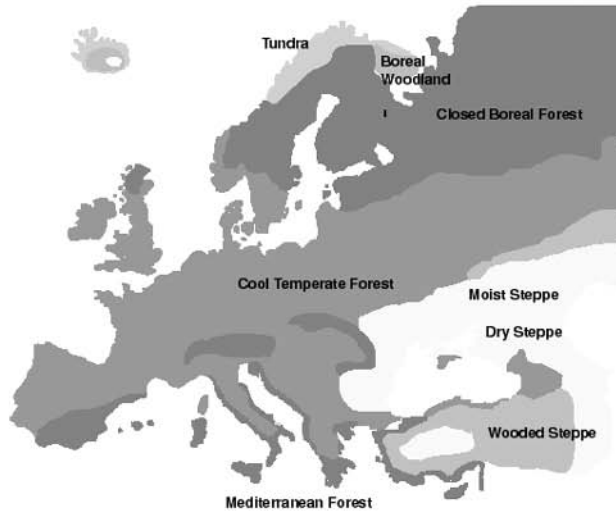 Tundra
Boreal
Woodland
Closed Boreal Forest
Cool Temperate Forest
Moist Steppe
Dry Steppe
Wooded Steppe
Mediterranean Forest